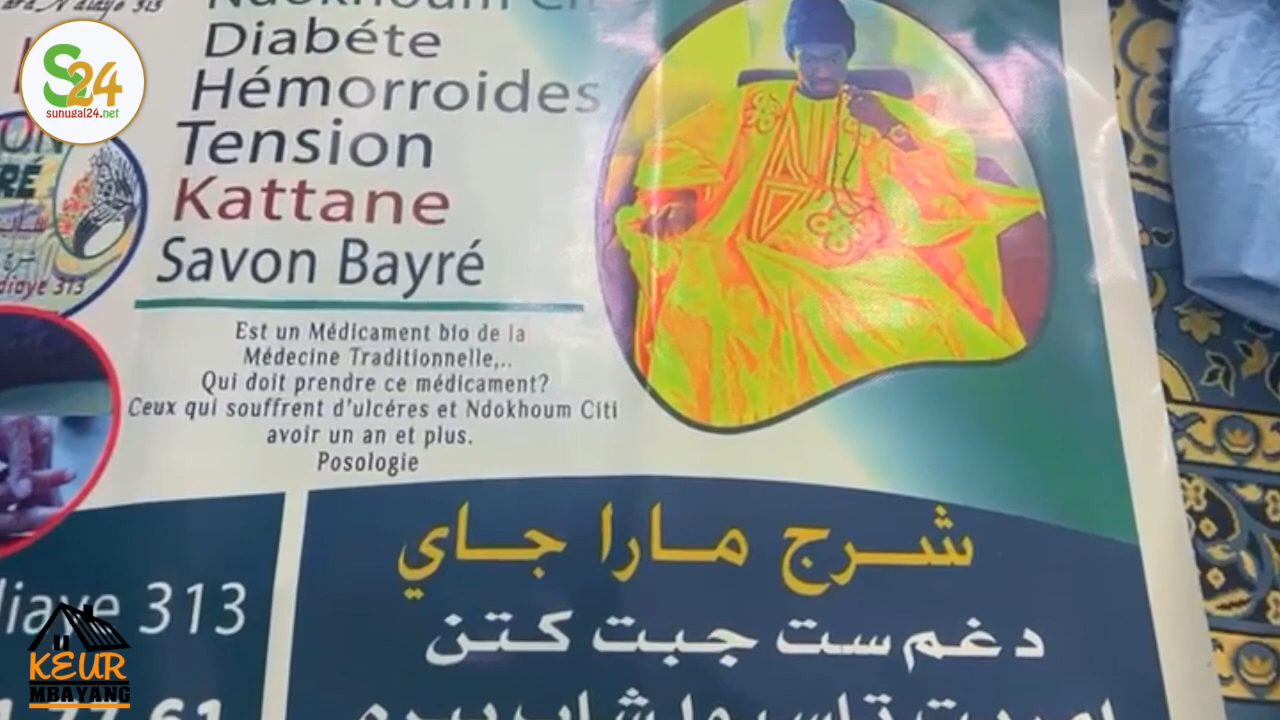 S24
sunugal24.net
Diabéte
Hémorroides
Tension
Kattane
Savon Bayré
Est un Médicament bio de la
Médecine Traditionnelle,..
Qui doit prendre ce médicament?
Ceux qui souffrent d'ulcéres et Ndokhoum Citi
avoir un an et plus.
Posologie
شرج مارا جاي
دغم ست جبت كتن
313
KEUR
MBAYANG